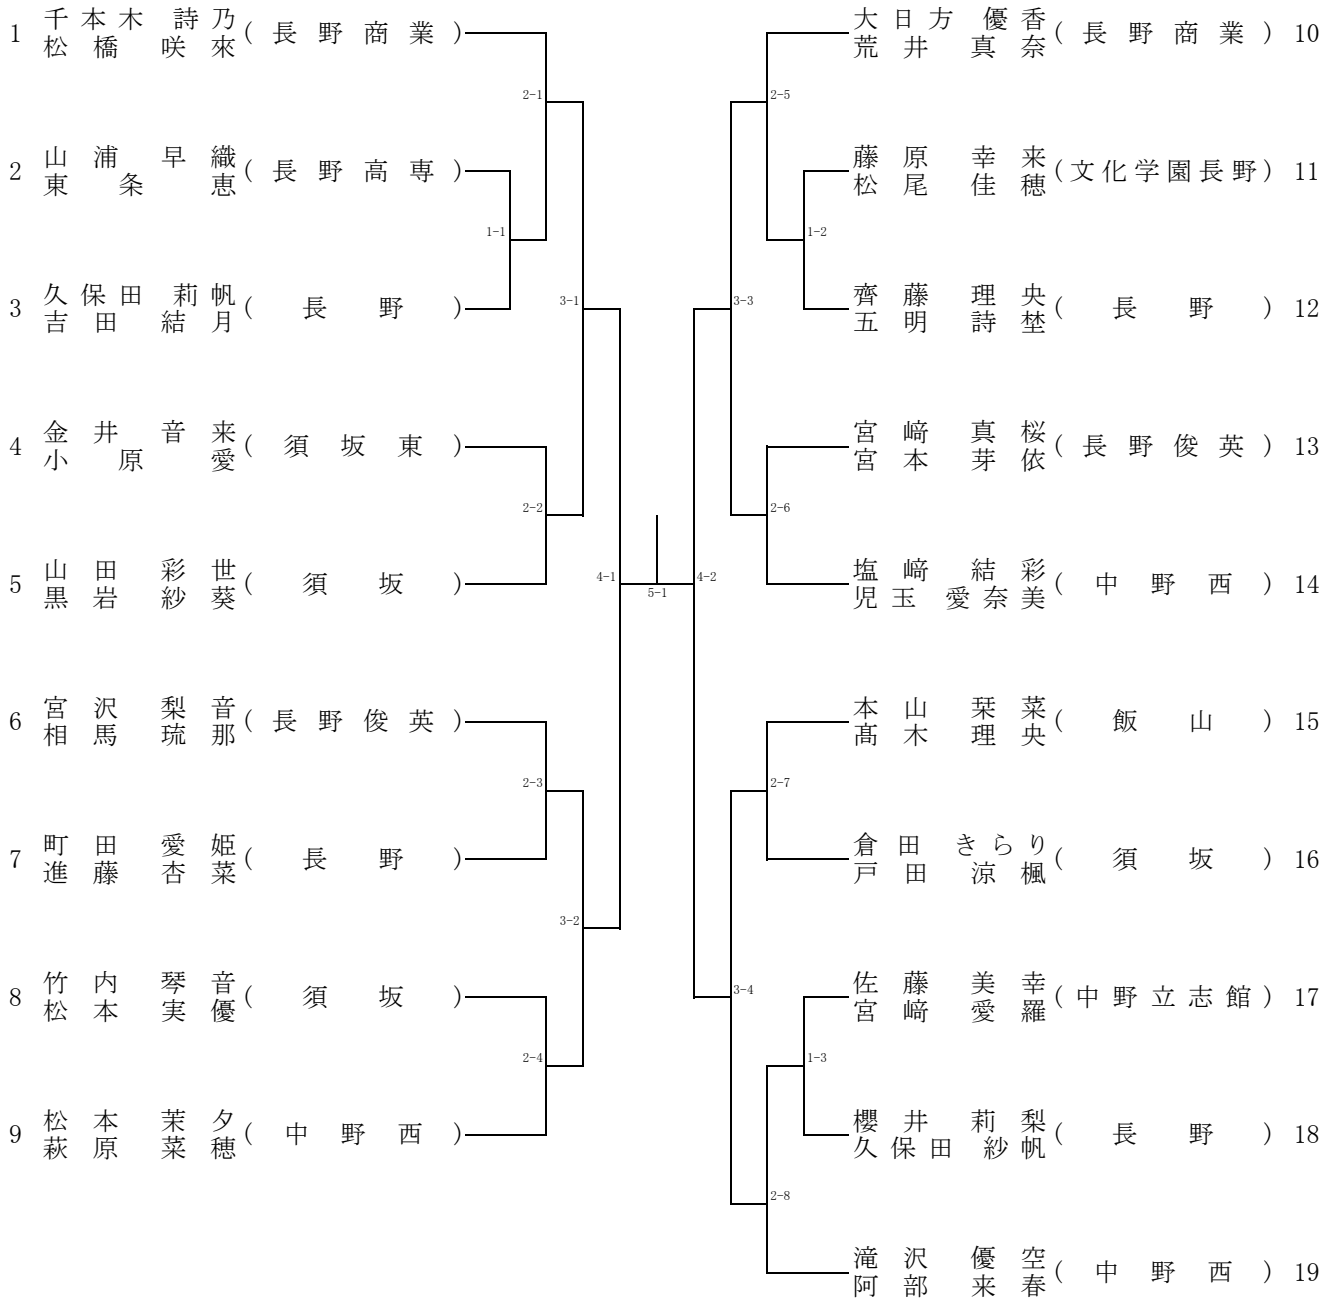 千本木 詩乃
1 (長野商業)
松橋 咲來
山浦 早織
2 (長野高専)
東条 恵
久保田 莉帆
3 (長野)
吉田 結月
金井 音来
4 (須坂東)
小原 愛
山田 彩世
5 (須坂)
黒岩 紗葵
宮沢 梨音
6 (長野俊英)
相馬 琉那
町田 愛姫
7 (長野)
進藤 杏菜
竹内 琴音
8 (須坂)
松本 実優
松本 茉夕
9 (中野西)
萩原 菜穂
2-1
1-1
3-1
2-2
4-1
2-3
3-2
2-4
5-1
2-5
1-2
3-3
2-6
4-2
2-7
3-4
1-3
2-8
大日方 優香
(長野商業) 10
荒井 真奈
藤原 幸来
(文化学園長野) 11
松尾 佳穂
齊藤 理央
(長野) 12
五明 詩埜
宮﨑 真桜
(長野俊英) 13
宮本 芽依
塩﨑 結彩
(中野西) 14
児玉 愛奈美
本山 栞菜
(飯山) 15
髙木 理央
倉田 きらり
(須坂) 16
戸田 涼楓
佐藤 美幸
(中野立志館) 17
宮﨑 愛羅
櫻井 莉梨
(長野) 18
久保田 紗帆
滝沢 優空
(中野西) 19
阿部 来春